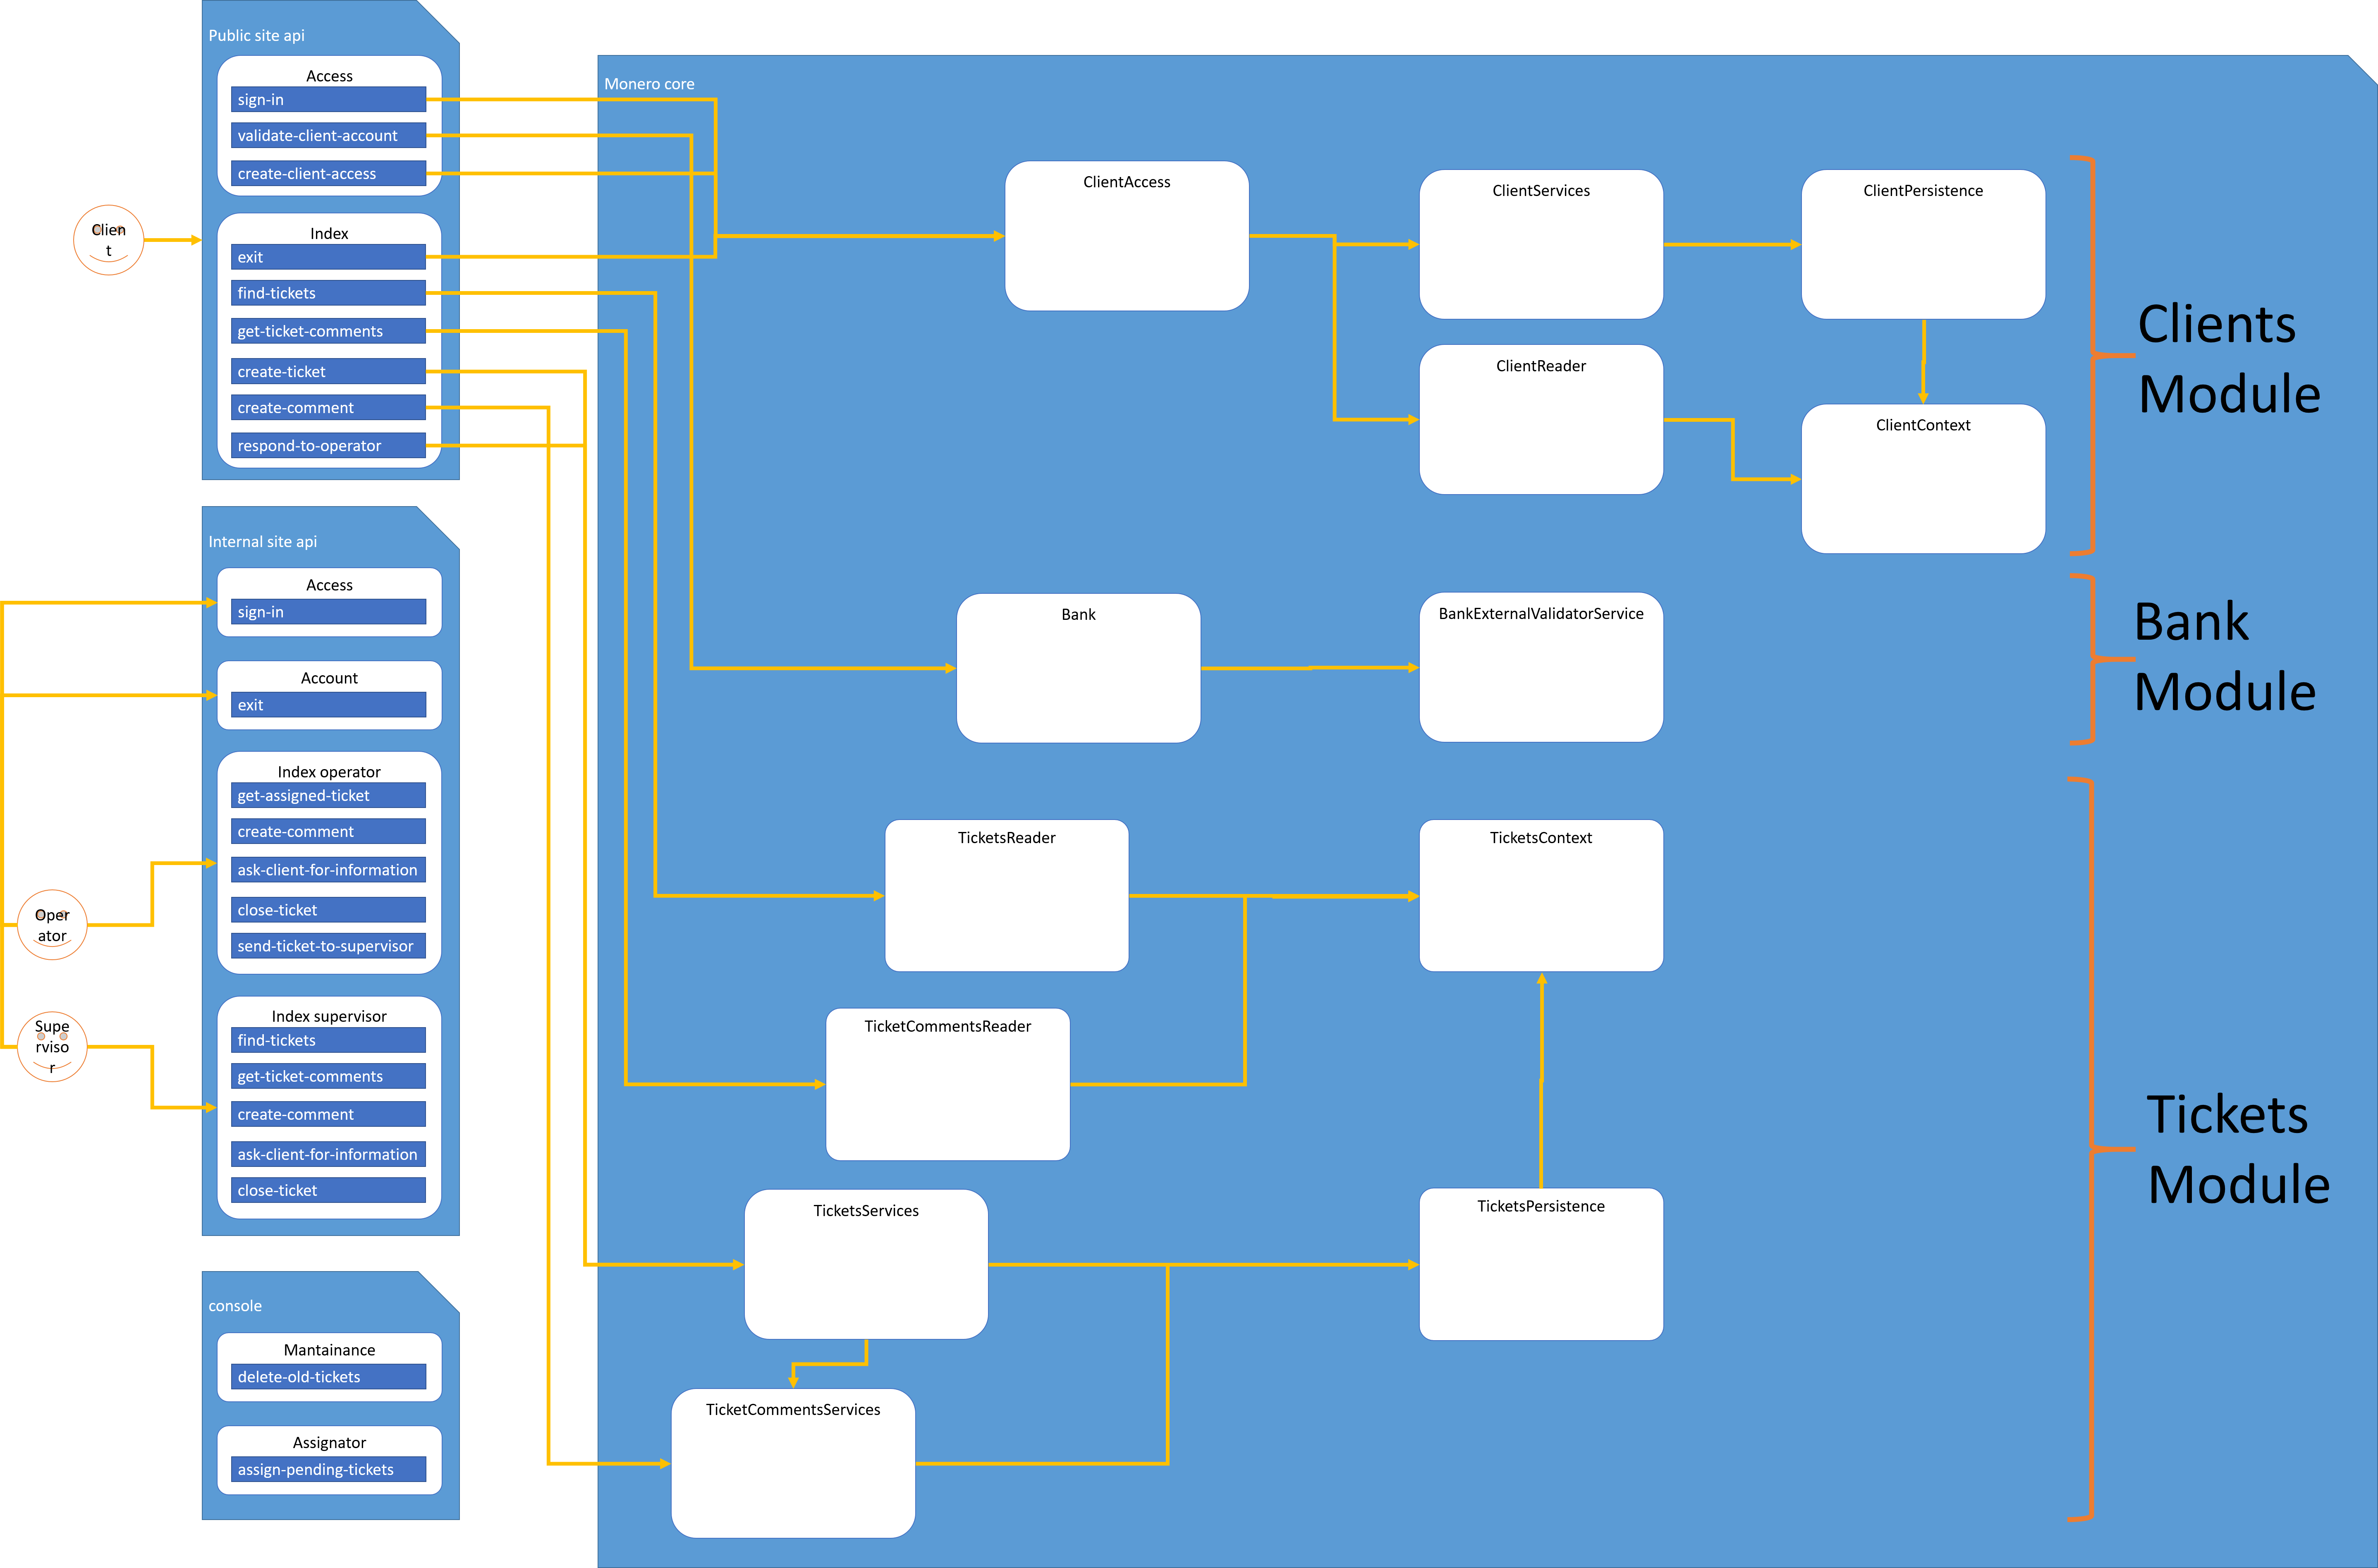 Public site api
Access
sign-in
validate-client-account
create-client-access
Index
exit
find-tickets
get-ticket-comments
create-ticket
create-comment
respond-to-operator
Clien
t
Internal site api
Access
sign-in
Account
exit
Index operator
get-assigned-ticket
create-comment
ask-client-for-information
close-ticket
send-ticket-to-supervisor
Oper
ator
Index supervisor
find-tickets
get-ticket-comments
create-comment
ask-client-for-information
close-ticket
Supe
rviso
r
console
Mantainance
delete-old-tickets
Assignator
assign-pending-tickets
Monero core
ClientAccess
ClientServices
ClientPersistence
ClientReader
ClientContext
Clients
Module
Bank
BankExternalValidatorService
Bank
Module
TicketsReader
TicketsContext
TicketCommentsReader
TicketsServices
TicketsPersistence
TicketCommentsServices
Tickets
Module